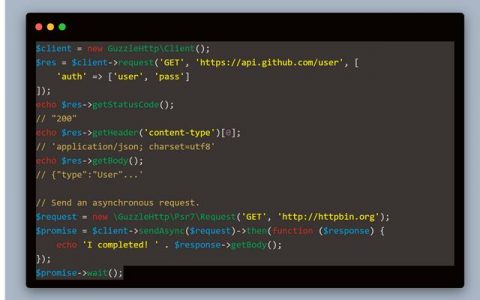 $client = new GuzzleHttp\Client();
$res = $client->request('GET', 'https://api.github.com/user', [
    'auth' => ['user', 'pass']
]);
echo $res->getStatusCode();
// "200"
echo $res->getHeader('content-type')[0];
// 'application/json; charset=utf8'
echo $res->getBody();
// {"type":"User"...'
// Send an asynchronous request.
$request = new \GuzzleHttp\Psr7\Request('GET', 'http://httpbin.org');
$promise = $client->sendAsync($request)->then(function ($response) {
    echo 'I completed! ' . $response->getBody();
});
$promise->wait();